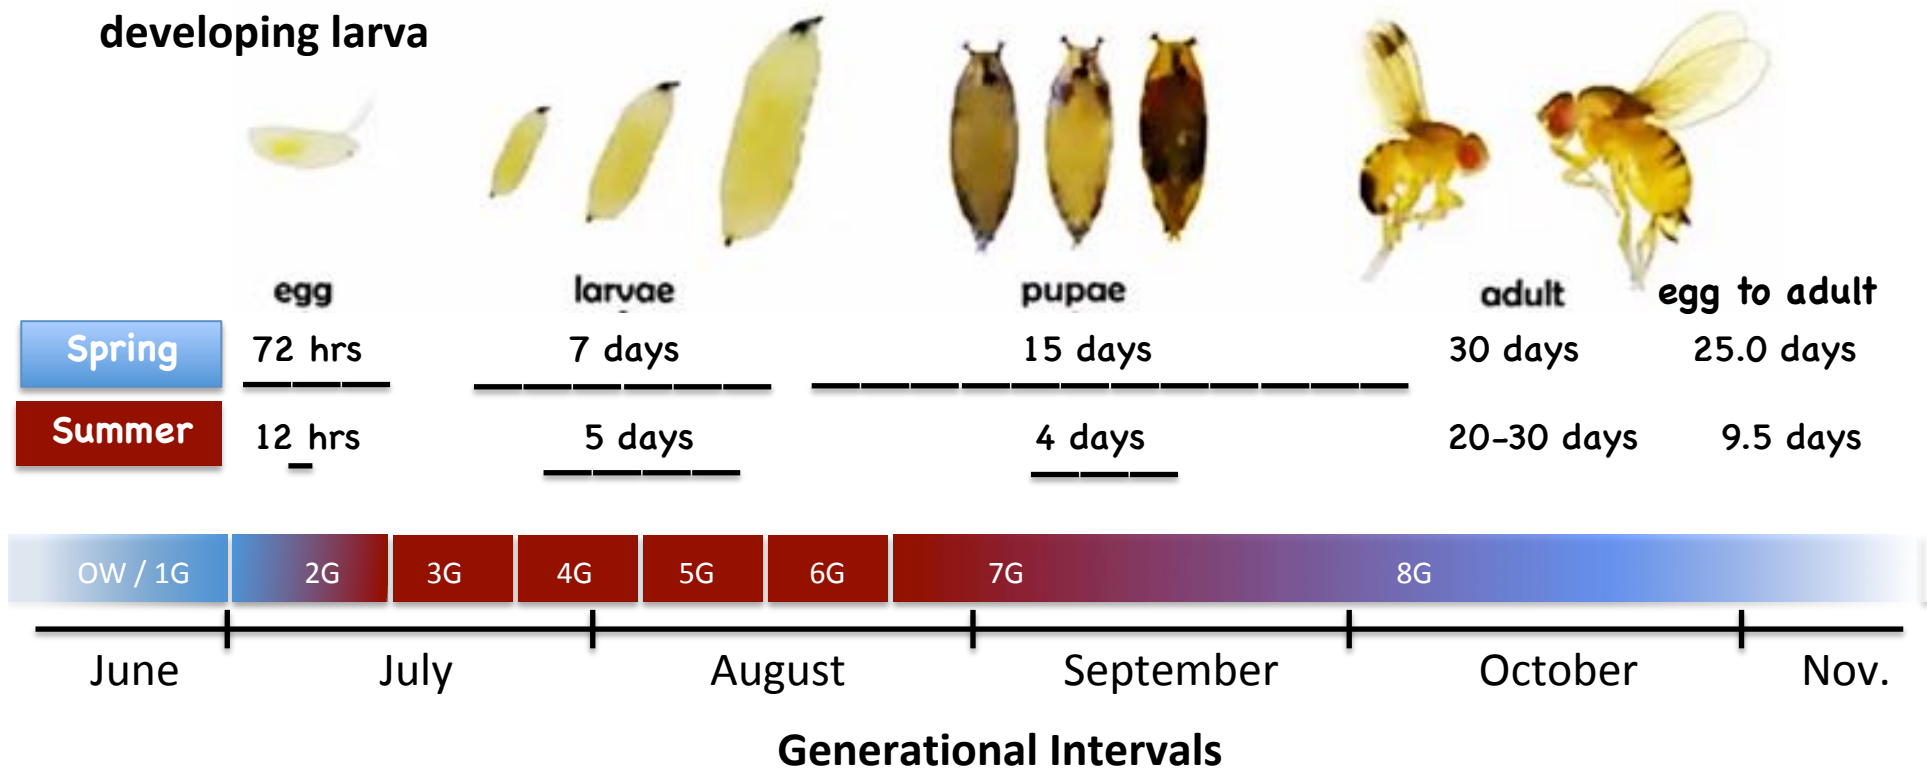 developing larva
egg larvae pupae adult egg to adult
Spring 72 hrs 7 days 15 days 30 days 25.0 days
Summer 12 hrs 5 days 4 days 20-30 days 9.5 days
OW / 1G 2G 3G 4G 5G 6G 7G 8G
June July August September October Nov.
Generational Intervals